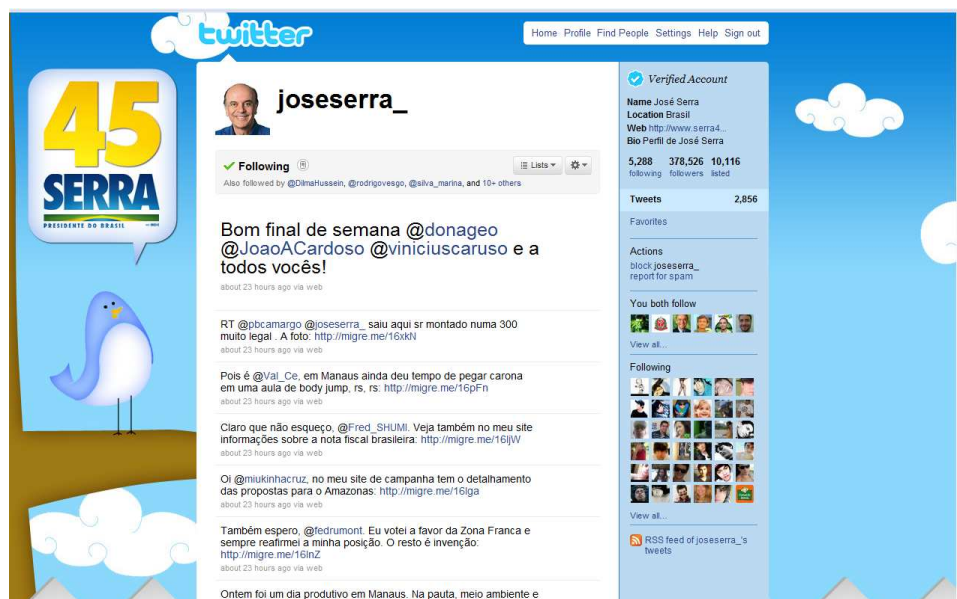 twitter
Home Profile Find People Settings Help Sign out
45
SERRA
PRESIDENTE DO BRASIL
joseserra_
Following
Lists
Also followed by @DilmaHussein, @rodrigovesgo, @silva_marina, and 10+ others
Bom final de semana @donageo
@JoaoACardoso @viniciuscaruso e a
todos vocês!
about 23 hours ago via web
RT @pbcamargo @joseserra_ saiu aqui sr montado numa 300
muito legal . A foto: http://migre.me/16xkN
about 23 hours ago via web
Pois é @Val_Ce, em Manaus ainda deu tempo de pegar carona
em uma aula de body jump, rs, rs: http://migre.me/16pFn
about 23 hours ago via web
Claro que não esqueço, @Fred_SHUMI. Veja também no meu site
informações sobre a nota fiscal brasileira: http://migre.me/16ljW
about 23 hours ago via web
Oi @miukinhacruz, no meu site de campanha tem o detalhamento
das propostas para o Amazonas: http://migre.me/16lga
about 23 hours ago via web
Também espero, @fedrumont. Eu votei a favor da Zona Franca e
sempre reafirmei a minha posição. O resto é invenção:
http://migre.me/16lnZ
about 23 hours ago via web
Ontem foi um dia produtivo em Manaus. Na pauta, meio ambiente e
Verified Account
Name José Serra
Location Brasil
Web http://www.serra4...
Bio Perfil de José Serra
5,288 378,526 10,116
following followers listed
Tweets 2,856
Favorites
Actions
block joseserra_
report for spam
You both follow
View all...
Following
View all...
RSS feed of joseserra_'s
tweets